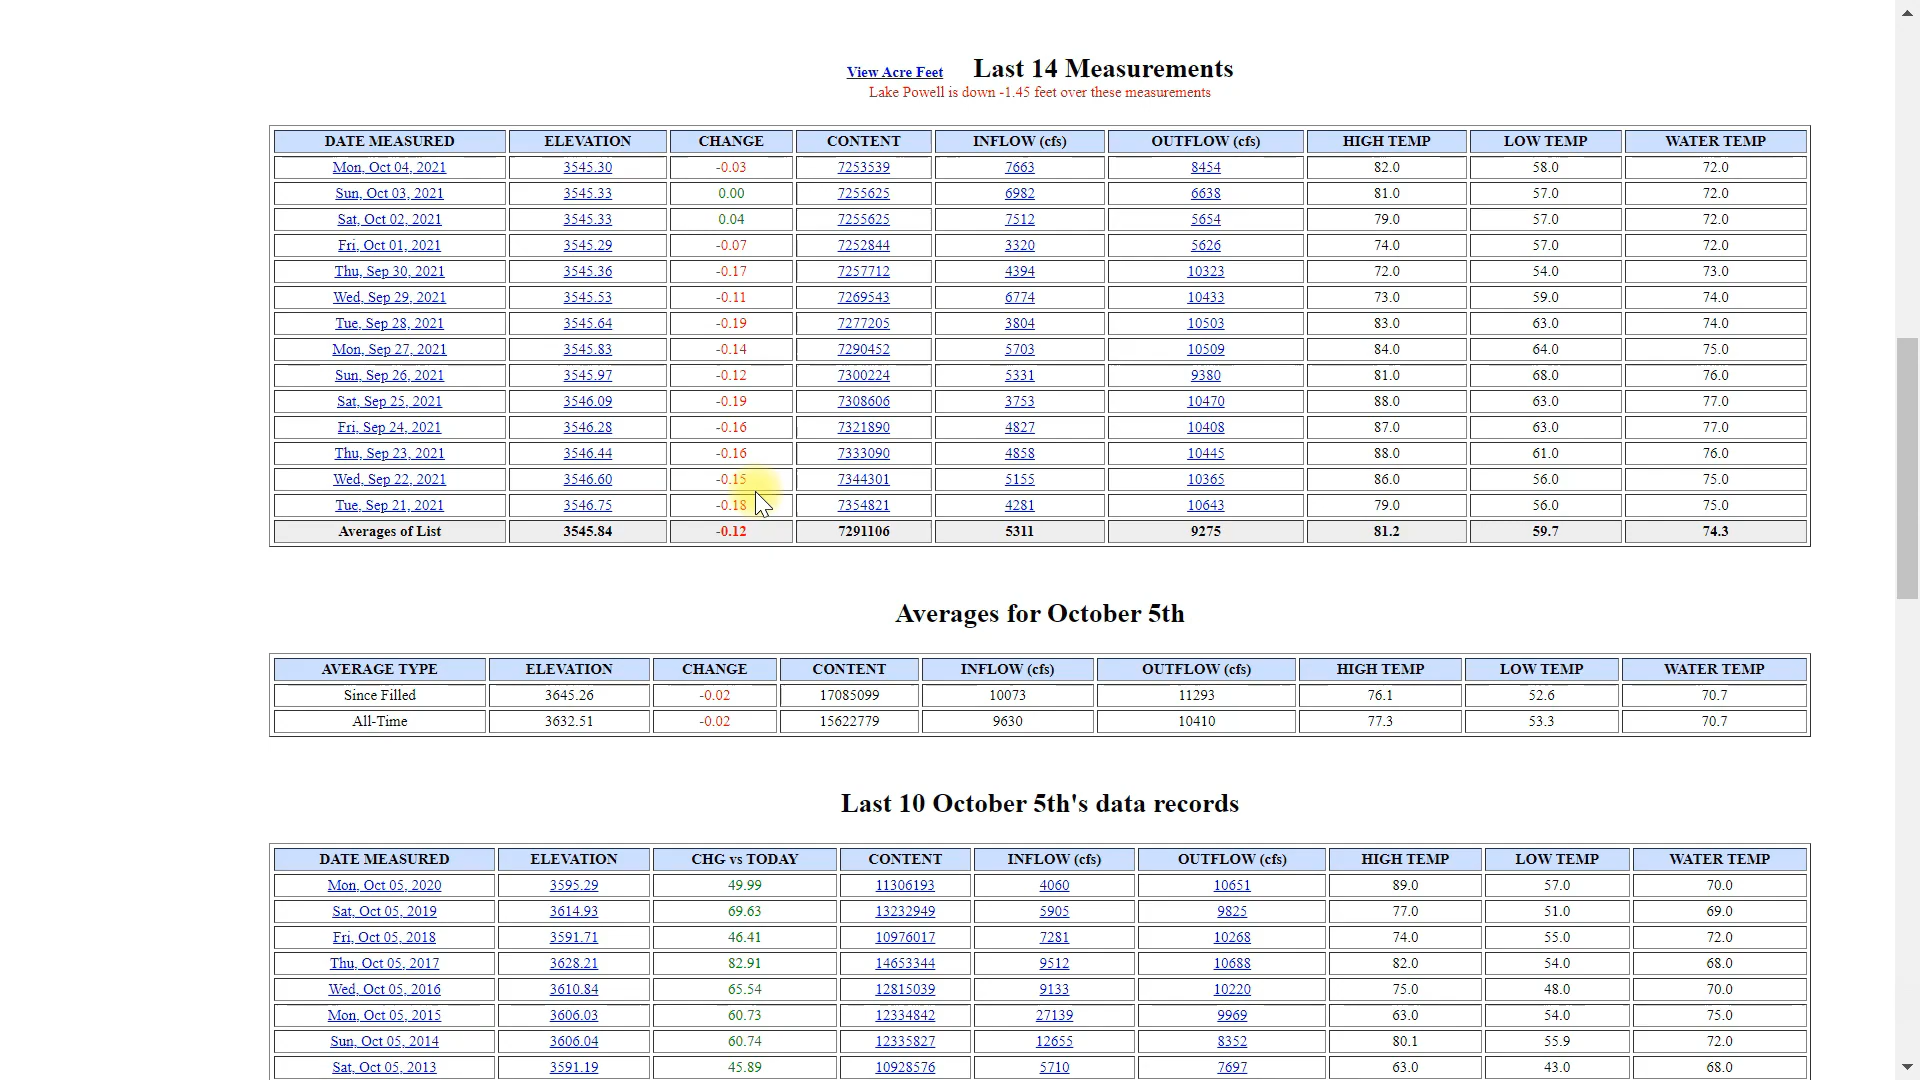 View Acre Feet Last 14 Measurements
Lake Powell is down -1.45 feet over these measurements
DATE MEASURED ELEVATION CHANGE CONTENT INFLOW (cfs) OUTFLOW (cfs) HIGH TEMP LOW TEMP WATER TEMP
Mon, Oct 04, 2021 3545.30 -0.03 7253539 7663 8454 82.0 58.0 72.0
Sun, Oct 03, 2021 3545.33 0.00 7255625 6982 6638 81.0 57.0 72.0
Sat, Oct 02, 2021 3545.33 0.04 7255625 7512 5654 79.0 57.0 72.0
Fri, Oct 01, 2021 3545.29 -0.07 7252844 3320 5626 74.0 57.0 72.0
Thu, Sep 30, 2021 3545.36 -0.17 7257712 4394 10323 72.0 54.0 73.0
Wed, Sep 29, 2021 3545.53 -0.11 7269543 6774 10433 73.0 59.0 74.0
Tue, Sep 28, 2021 3545.64 -0.19 7277205 3804 10503 83.0 63.0 74.0
Mon, Sep 27, 2021 3545.83 -0.14 7290452 5703 10509 84.0 64.0 75.0
Sun, Sep 26, 2021 3545.97 -0.12 7300224 5331 9380 81.0 68.0 76.0
Sat, Sep 25, 2021 3546.09 -0.19 7308606 3753 10470 88.0 63.0 77.0
Fri, Sep 24, 2021 3546.28 -0.16 7321890 4827 10408 87.0 63.0 77.0
Thu, Sep 23, 2021 3546.44 -0.16 7333090 4858 10445 88.0 61.0 76.0
Wed, Sep 22, 2021 3546.60 -0.15 7344301 5155 10365 86.0 56.0 75.0
Tue, Sep 21, 2021 3546.75 -0.18 7354821 4281 10643 79.0 56.0 75.0
Averages of List 3545.84 -0.12 7291106 5311 9275 81.2 59.7 74.3
Averages for October 5th
AVERAGE TYPE ELEVATION CHANGE CONTENT INFLOW (cfs) OUTFLOW (cfs) HIGH TEMP LOW TEMP WATER TEMP
Since Filled 3645.26 -0.02 17085099 10073 11293 76.1 52.6 70.7
All-Time 3632.51 -0.02 15622779 9630 10410 77.3 53.3 70.7
Last 10 October 5th's data records
DATE MEASURED ELEVATION CHG vs TODAY CONTENT INFLOW (cfs) OUTFLOW (cfs) HIGH TEMP LOW TEMP WATER TEMP
Mon, Oct 05, 2020 3595.29 49.99 11306193 4060 10651 89.0 57.0 70.0
Sat, Oct 05, 2019 3614.93 69.63 13232949 5905 9825 77.0 51.0 69.0
Fri, Oct 05, 2018 3591.71 46.41 10976017 7281 10268 74.0 55.0 72.0
Thu, Oct 05, 2017 3628.21 82.91 14653344 9512 10688 82.0 54.0 68.0
Wed, Oct 05, 2016 3610.84 65.54 12815039 9133 10220 75.0 48.0 70.0
Mon, Oct 05, 2015 3606.03 60.73 12334842 27139 9969 63.0 54.0 75.0
Sun, Oct 05, 2014 3606.04 60.74 12335827 12655 8352 80.1 55.9 72.0
Sat, Oct 05, 2013 3591.19 45.89 10928576 5710 7697 63.0 43.0 68.0